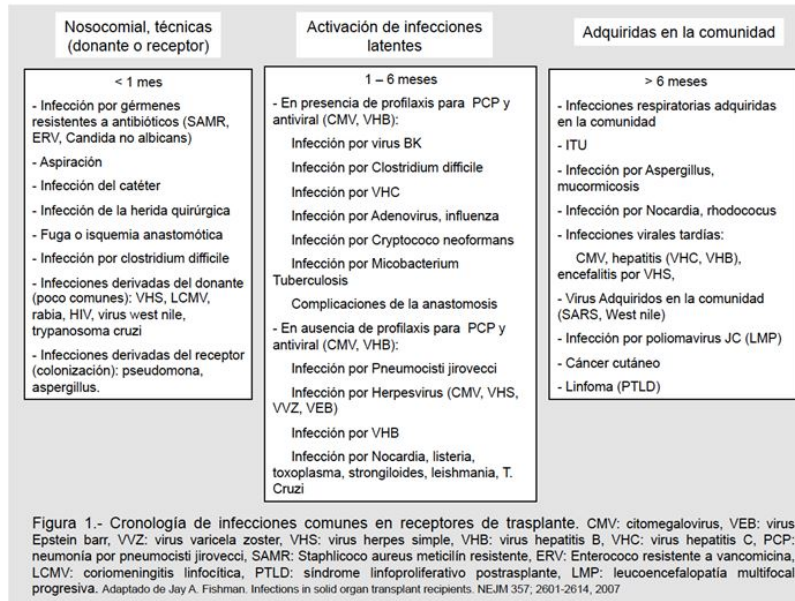 Nosocomial, técnicas
(donante o receptor)
< 1 mes
- Infección por gérmenes
resistentes a antibióticos (SAMR,
ERV, Candida no albicans)
- Aspiración
- Infección del catéter
- Infección de la herida quirúrgica
- Fuga o isquemia anastomótica
- Infección por clostridium difficile
- Infecciones derivadas del donante
(poco comunes): VHS, LCMV,
rabia, HIV, virus west nile,
trypanosoma cruzi
- Infecciones derivadas del receptor
(colonización): pseudomona,
aspergillus.
Activación de infecciones
latentes
1 – 6 meses
- En presencia de profilaxis para PCP y
antiviral (CMV, VHB):
Infección por virus BK
Infección por Clostridium difficile
Infección por VHC
Infección por Adenovirus, influenza
Infección por Cryptococo neoformans
Infección por Micobacterium
Tuberculosis
Complicaciones de la anastomosis
- En ausencia de profilaxis para PCP y
antiviral (CMV, VHB):
Infección por Pneumocisti jirovecci
Infección por Herpesvirus (CMV, VHS,
VVZ, VEB)
Infección por VHB
Infección por Nocardia, listeria,
toxoplasma, strongiloides, leishmania, T.
Cruzi
Adquiridas en la comunidad
> 6 meses
- Infecciones respiratorias adquiridas
en la comunidad
- ITU
- Infección por Aspergillus,
mucormicosis
- Infección por Nocardia, rhodococus
- Infecciones virales tardías:
CMV, hepatitis (VHC, VHB),
encefalitis por VHS,
- Virus Adquiridos en la comunidad
(SARS, West nile)
- Infección por poliomavirus JC (LMP)
- Cáncer cutáneo
- Linfoma (PTLD)
Figura 1.- Cronología de infecciones comunes en receptores de trasplante. CMV: citomegalovirus, VEB: virus
Epstein barr, VVZ: virus varicela zoster, VHS: virus herpes simple, VHB: virus hepatitis B, VHC: virus hepatitis C, PCP:
neumonía por pneumocisti jirovecci, SAMR: Staphlicoco aureus meticilín resistente, ERV: Enterococo resistente a vancomicina,
LCMV: coriomeningitis linfocítica, PTLD: síndrome linfoproliferativo postrasplante, LMP: leucoencefalopatía multifocal
progresiva. Adaptado de Jay A. Fishman. Infections in solid organ transplant recipients. NEJM 357; 2601-2614, 2007